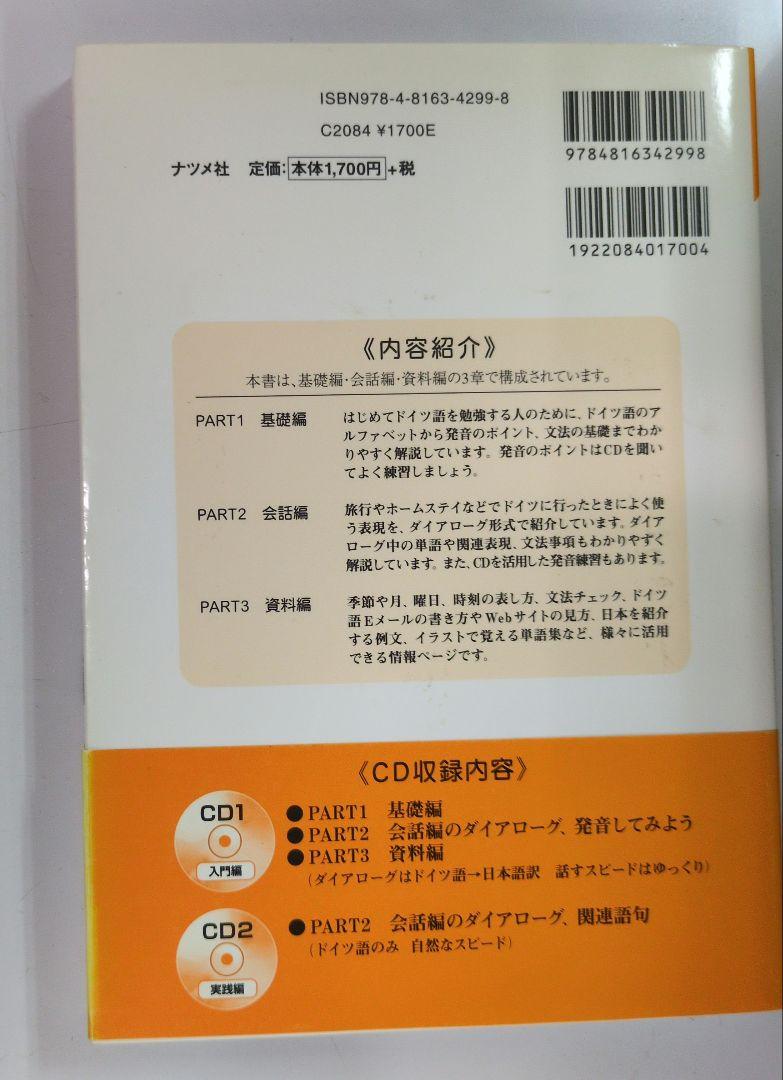 ISBN978-4-8163-4299-8
C2084 ¥1700E
9784816342998
ナツメ社 定価:本体1,700円+税
1922084017004
《内容紹介》
本書は、基礎編・会話編・資料編の3章で構成されています。
PART1 基礎編
はじめてドイツ語を勉強する人のために、ドイツ語のア
ルファベットから発音のポイント、文法の基礎までわか
りやすく解説しています。発音のポイントはCDを聞い
てよく練習しましょう。
PART2 会話編
旅行やホームステイなどでドイツに行ったときによく使
う表現を、ダイアローグ形式で紹介しています。ダイア
ローグ中の単語や関連表現、文法事項もわかりやすく
解説しています。また、CDを活用した発音練習もあります。
PART3 資料編
季節や月、曜日、時刻の表し方、文法チェック、ドイツ
語Eメールの書き方やWebサイトの見方、日本を紹介
する例文、イラストで覚える単語集など、様々に活用
できる情報ページです。
《CD収録内容》
CD1
入門編
●PART1 基礎編
●PART2 会話編のダイアローグ、発音してみよう
●PART3 資料編
(ダイアローグはドイツ語→日本語訳 話すスピードはゆっくり)
CD2
実践編
●PART2 会話編のダイアローグ、関連語句
(ドイツ語のみ 自然なスピード)